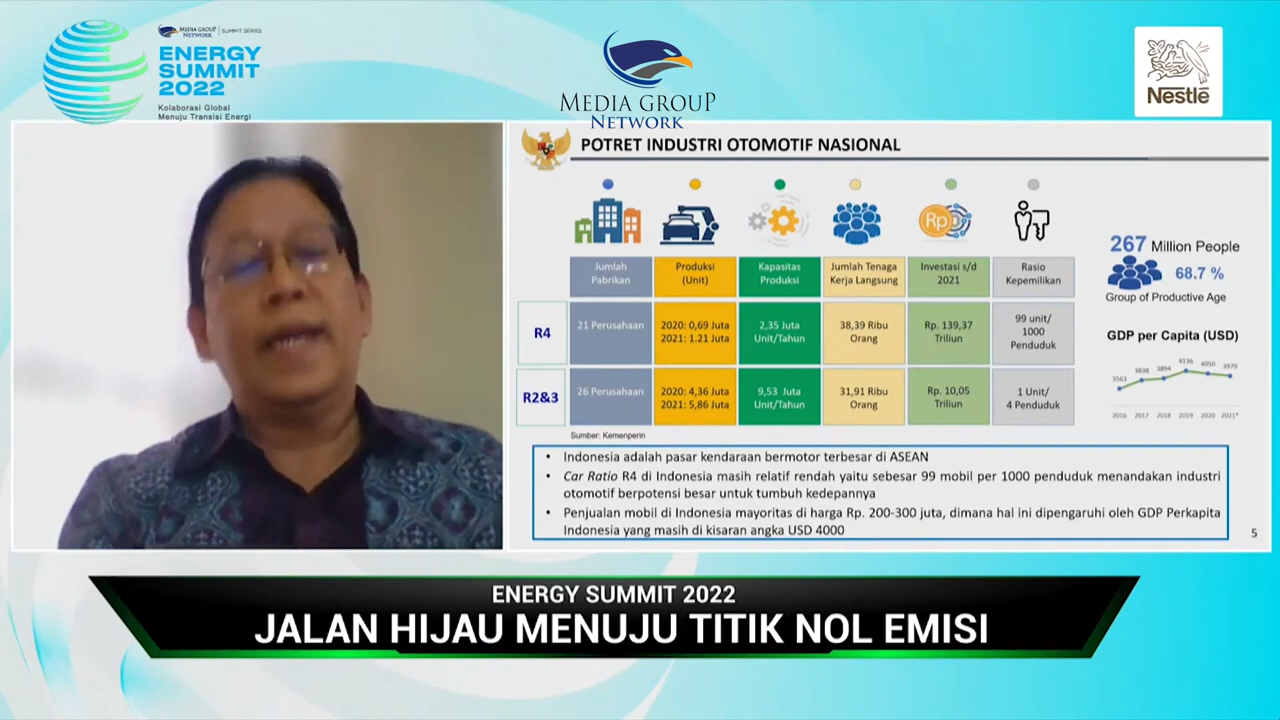 MEDIA GROUP NETWORK | SUMMIT SERIES
ENERGY
SUMMIT
2022
Kolaborasi Global
Menuju Transisi Energi
MEDIA GROUP
NETWORK
Nestlé
POTRET INDUSTRI OTOMOTIF NASIONAL
Rp
Jumlah Pabrikan
Produksi (Unit)
Kapasitas Produksi
Jumlah Tenaga Kerja Langsung
Investasi s/d 2021
Rasio Kepemilikan
R4
21 Perusahaan
2020: 0,69 Juta
2021: 1.21 Juta
2,35 Juta Unit/Tahun
38,39 Ribu Orang
Rp. 139,37 Triliun
99 unit/ 1000 Penduduk
R2&3
26 Perusahaan
2020: 4,36 Juta
2021: 5,86 Juta
9,53 Juta Unit/Tahun
31,91 Ribu Orang
Rp. 10,05 Triliun
1 Unit/ 4 Penduduk
Sumber: Kemenperin
267 Million People
68.7 %
Group of Productive Age
GDP per Capita (USD)
3563 3838 3894 4136 4050 3979
2016 2017 2018 2019 2020 2021*
• Indonesia adalah pasar kendaraan bermotor terbesar di ASEAN
• Car Ratio R4 di Indonesia masih relatif rendah yaitu sebesar 99 mobil per 1000 penduduk menandakan industri
otomotif berpotensi besar untuk tumbuh kedepannya
• Penjualan mobil di Indonesia mayoritas di harga Rp. 200-300 juta, dimana hal ini dipengaruhi oleh GDP Perkapita
Indonesia yang masih di kisaran angka USD 4000
5
ENERGY SUMMIT 2022
JALAN HIJAU MENUJU TITIK NOL EMISI